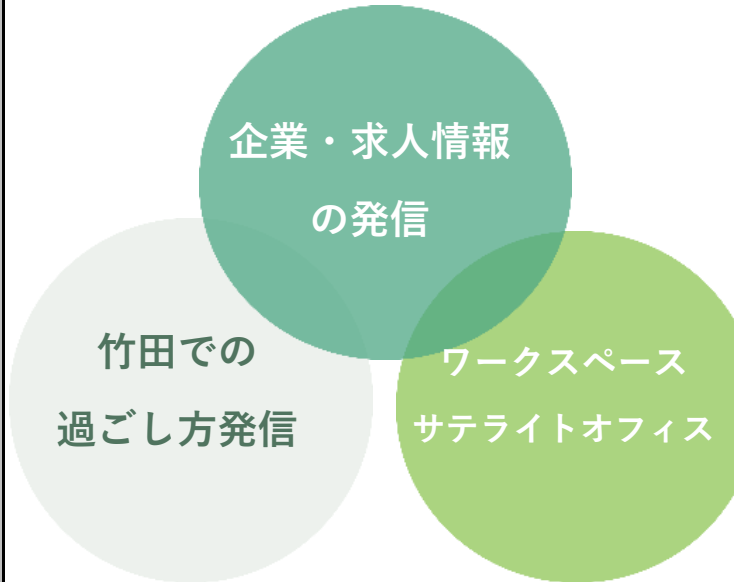 企業・求人情報
の発信
竹田での
過ごし方発信
ワークスペース
サテライトオフィス